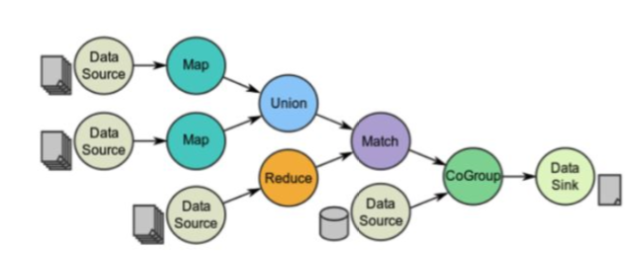 Data
Source
Map
Data
Source
Map
Union
Match
Reduce
Data
Source
Data
Source
CoGroup
Data
Sink